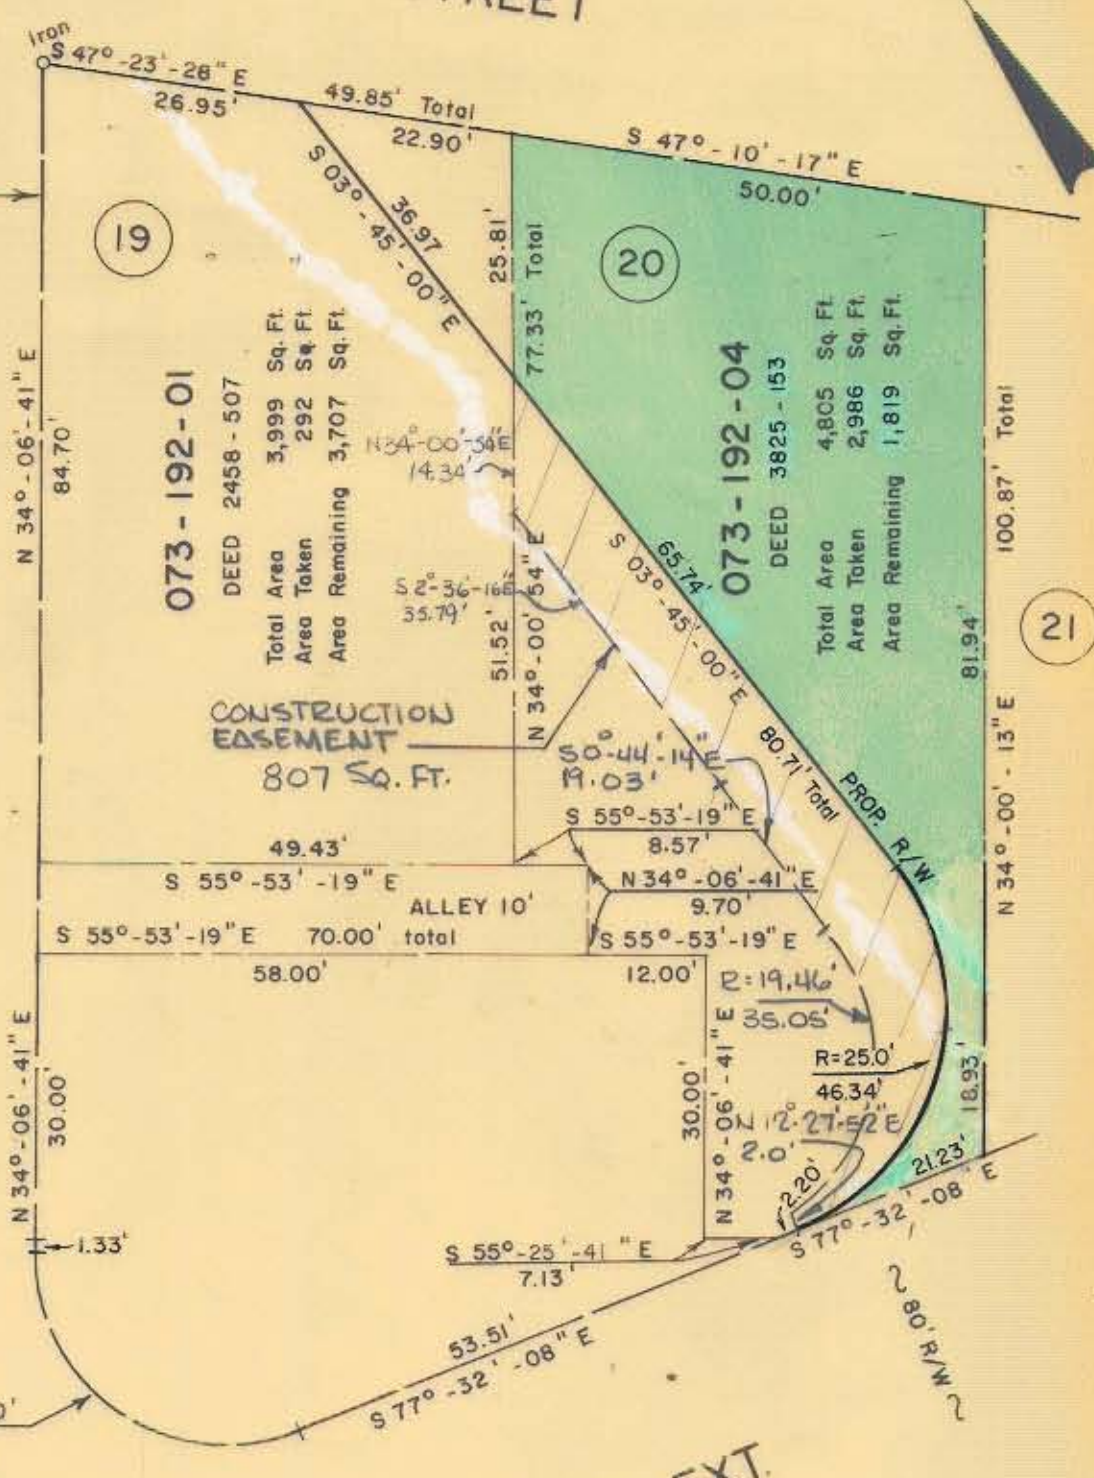 Iron
S 47° -23'-28" E
26.95'
49.85' Total
22.90'
S 47° - 10' - 17" E
50.00'
S 03° - 45' - 00" E
36.97
25.81'
77.33' Total
19
20
21
N 34° - 06' - 41" E
84.70'
073 - 192 - 01
DEED 2458 - 507
Total Area 3,999 Sq. Ft.
Area Taken 292 Sq. Ft.
Area Remaining 3,707 Sq. Ft.
073 - 192 - 04
DEED 3825 - 153
Total Area 4,805 Sq. Ft.
Area Taken 2,986 Sq. Ft.
Area Remaining 1,819 Sq. Ft.
N34°-00'-54"E
14.34'
S 2°-36'-16"E
35.79'
51.52'
N 34° - 00' 54" E
65.74'
S 03° - 45' - 00" E
80.71' Total
PROP. R/W
100.87' Total
81.94'
N 34° - 00' - 13" E
18.93'
CONSTRUCTION
EASEMENT
807 SQ. FT.
S0°-44'-14"E
19.03'
S 55° -53'-19" E
8.57'
49.43'
S 55° -53' -19" E
N 34° -06'-41" E
9.70'
ALLEY 10'
S 55° -53'-19" E 70.00' total
58.00'
S 55° -53'-19" E
12.00'
R=19.46'
35.05'
R=25.0'
46.34'
N 34° - 06' - 41" E
30.00'
1.33'
30.00'
N 34° - 06' - 41" E
2.0'
2.20'
21.23'
S 77° - 32' - 08" E
S 55° -25' -41 " E
7.13'
53.51'
S 77° - 32' - 08" E
80' R/W
EXT.